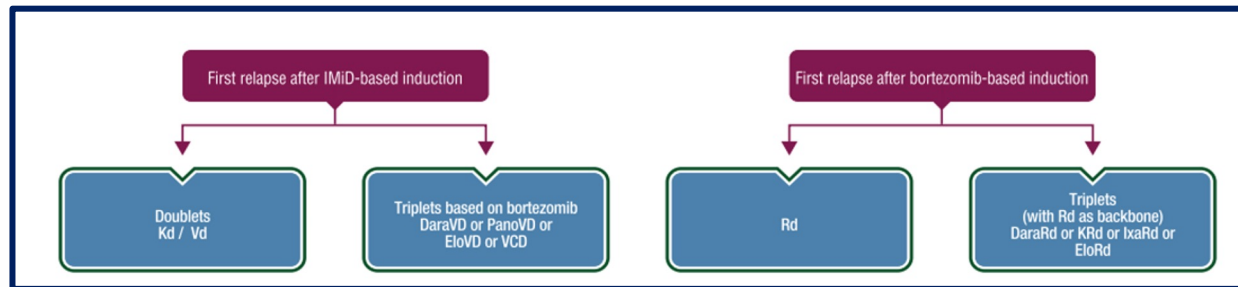 First relapse after IMiD-based induction
First relapse after bortezomib-based induction
Doublets
Kd / Vd
Triplets based on bortezomib
DaraVD or PanoVD or
EloVD or VCD
Rd
Triplets
(with Rd as backbone)
DaraRd or KRd or IxaRd or
EloRd